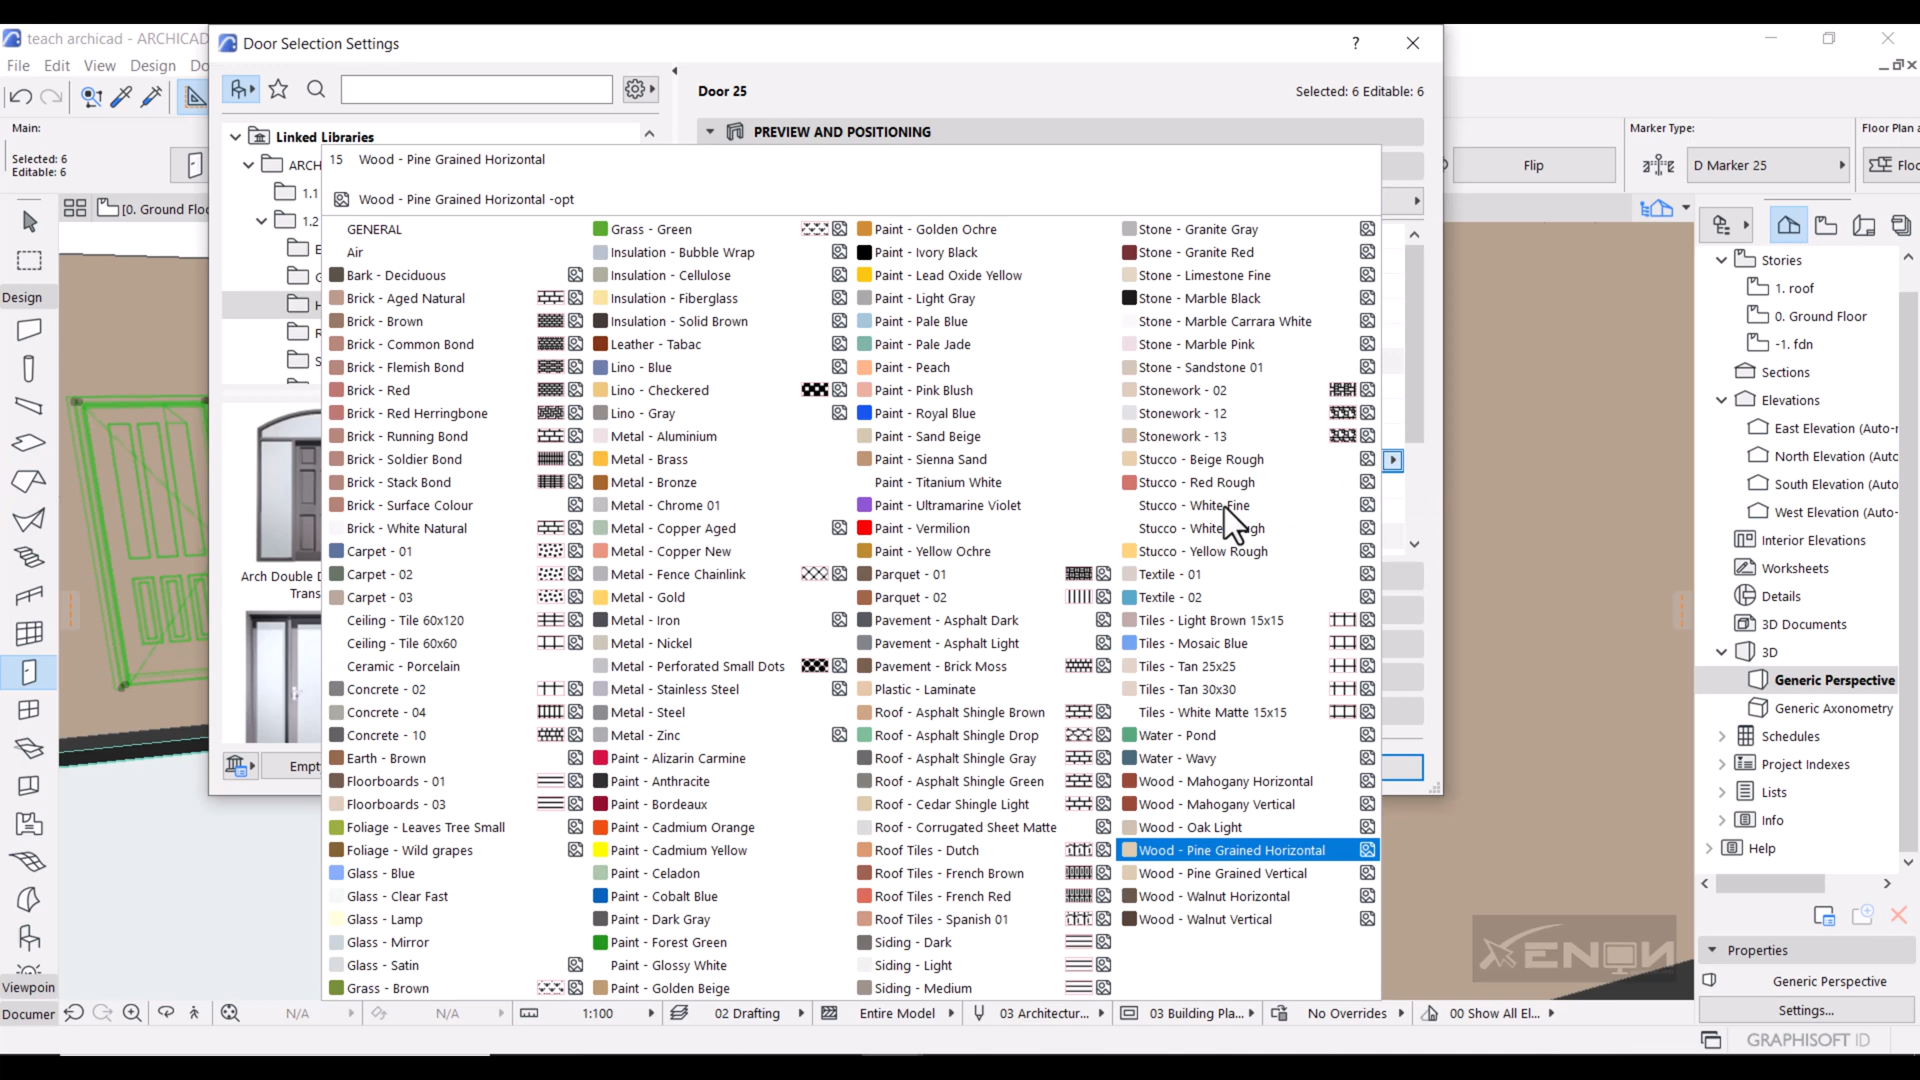 teach archicad - ARCHICAD
Door Selection Settings
?
File Edit View Design Do
Door 25
Selected: 6 Editable: 6
Main:
Selected: 6
Editable: 6
Linked Libraries
PREVIEW AND POSITIONING
Marker Type:
Floor Plan a
ARCH
15 Wood - Pine Grained Horizontal
Flip
D Marker 25
Floo
1.1
Wood - Pine Grained Horizontal -opt
[0. Ground Floo
1.2
GENERAL
Air
Bark - Deciduous
Brick - Aged Natural
Brick - Brown
Brick - Common Bond
Brick - Flemish Bond
Brick - Red
Brick - Red Herringbone
Brick - Running Bond
Brick - Soldier Bond
Brick - Stack Bond
Brick - Surface Colour
Brick - White Natural
Carpet - 01
Carpet - 02
Carpet - 03
Ceiling - Tile 60x120
Ceiling - Tile 60x60
Ceramic - Porcelain
Concrete - 02
Concrete - 04
Concrete - 10
Earth - Brown
Floorboards - 01
Floorboards - 03
Foliage - Leaves Tree Small
Foliage - Wild grapes
Glass - Blue
Glass - Clear Fast
Glass - Lamp
Glass - Mirror
Glass - Satin
Grass - Brown
Grass - Green
Insulation - Bubble Wrap
Insulation - Cellulose
Insulation - Fiberglass
Insulation - Solid Brown
Leather - Tabac
Lino - Blue
Lino - Checkered
Lino - Gray
Metal - Aluminium
Metal - Brass
Metal - Bronze
Metal - Chrome 01
Metal - Copper Aged
Metal - Copper New
Metal - Fence Chainlink
Metal - Gold
Metal - Iron
Metal - Nickel
Metal - Perforated Small Dots
Metal - Stainless Steel
Metal - Steel
Metal - Zinc
Paint - Alizarin Carmine
Paint - Anthracite
Paint - Bordeaux
Paint - Cadmium Orange
Paint - Cadmium Yellow
Paint - Celadon
Paint - Cobalt Blue
Paint - Dark Gray
Paint - Forest Green
Paint - Glossy White
Paint - Golden Beige
Paint - Golden Ochre
Paint - Ivory Black
Paint - Lead Oxide Yellow
Paint - Light Gray
Paint - Pale Blue
Paint - Pale Jade
Paint - Peach
Paint - Pink Blush
Paint - Royal Blue
Paint - Sand Beige
Paint - Sienna Sand
Paint - Titanium White
Paint - Ultramarine Violet
Paint - Vermilion
Paint - Yellow Ochre
Parquet - 01
Parquet - 02
Pavement - Asphalt Dark
Pavement - Asphalt Light
Pavement - Brick Moss
Plastic - Laminate
Roof - Asphalt Shingle Brown
Roof - Asphalt Shingle Drop
Roof - Asphalt Shingle Gray
Roof - Asphalt Shingle Green
Roof - Cedar Shingle Light
Roof - Corrugated Sheet Matte
Roof Tiles - Dutch
Roof Tiles - French Brown
Roof Tiles - French Red
Roof Tiles - Spanish 01
Siding - Dark
Siding - Light
Siding - Medium
Stone - Granite Gray
Stone - Granite Red
Stone - Limestone Fine
Stone - Marble Black
Stone - Marble Carrara White
Stone - Marble Pink
Stone - Sandstone 01
Stonework - 02
Stonework - 12
Stonework - 13
Stucco - Beige Rough
Stucco - Red Rough
Stucco - White Fine
Stucco - White
Stucco - Yellow Rough
Textile - 01
Textile - 02
Tiles - Light Brown 15x15
Tiles - Mosaic Blue
Tiles - Tan 25x25
Tiles - Tan 30x30
Tiles - White Matte 15x15
Water - Pond
Water - Wavy
Wood - Mahogany Horizontal
Wood - Mahogany Vertical
Wood - Oak Light
Wood - Pine Grained Horizontal
Wood - Pine Grained Vertical
Wood - Walnut Horizontal
Wood - Walnut Vertical
Design
Arch Double D
Trans
Empt
Stories
1. roof
0. Ground Floor
-1. fdn
Sections
Elevations
East Elevation (Auto-r
North Elevation (Auto
South Elevation (Auto
West Elevation (Auto-
Interior Elevations
Worksheets
Details
3D Documents
3D
Generic Perspective
Generic Axonometry
Schedules
Project Indexes
Lists
Info
Help
XENON
Properties
Generic Perspective
Settings...
Viewpoin
Documer
N/A
N/A
1:100
02 Drafting
Entire Model
03 Architectur...
03 Building Pla...
No Overrides
00 Show All El...
GRAPHISOFT ID